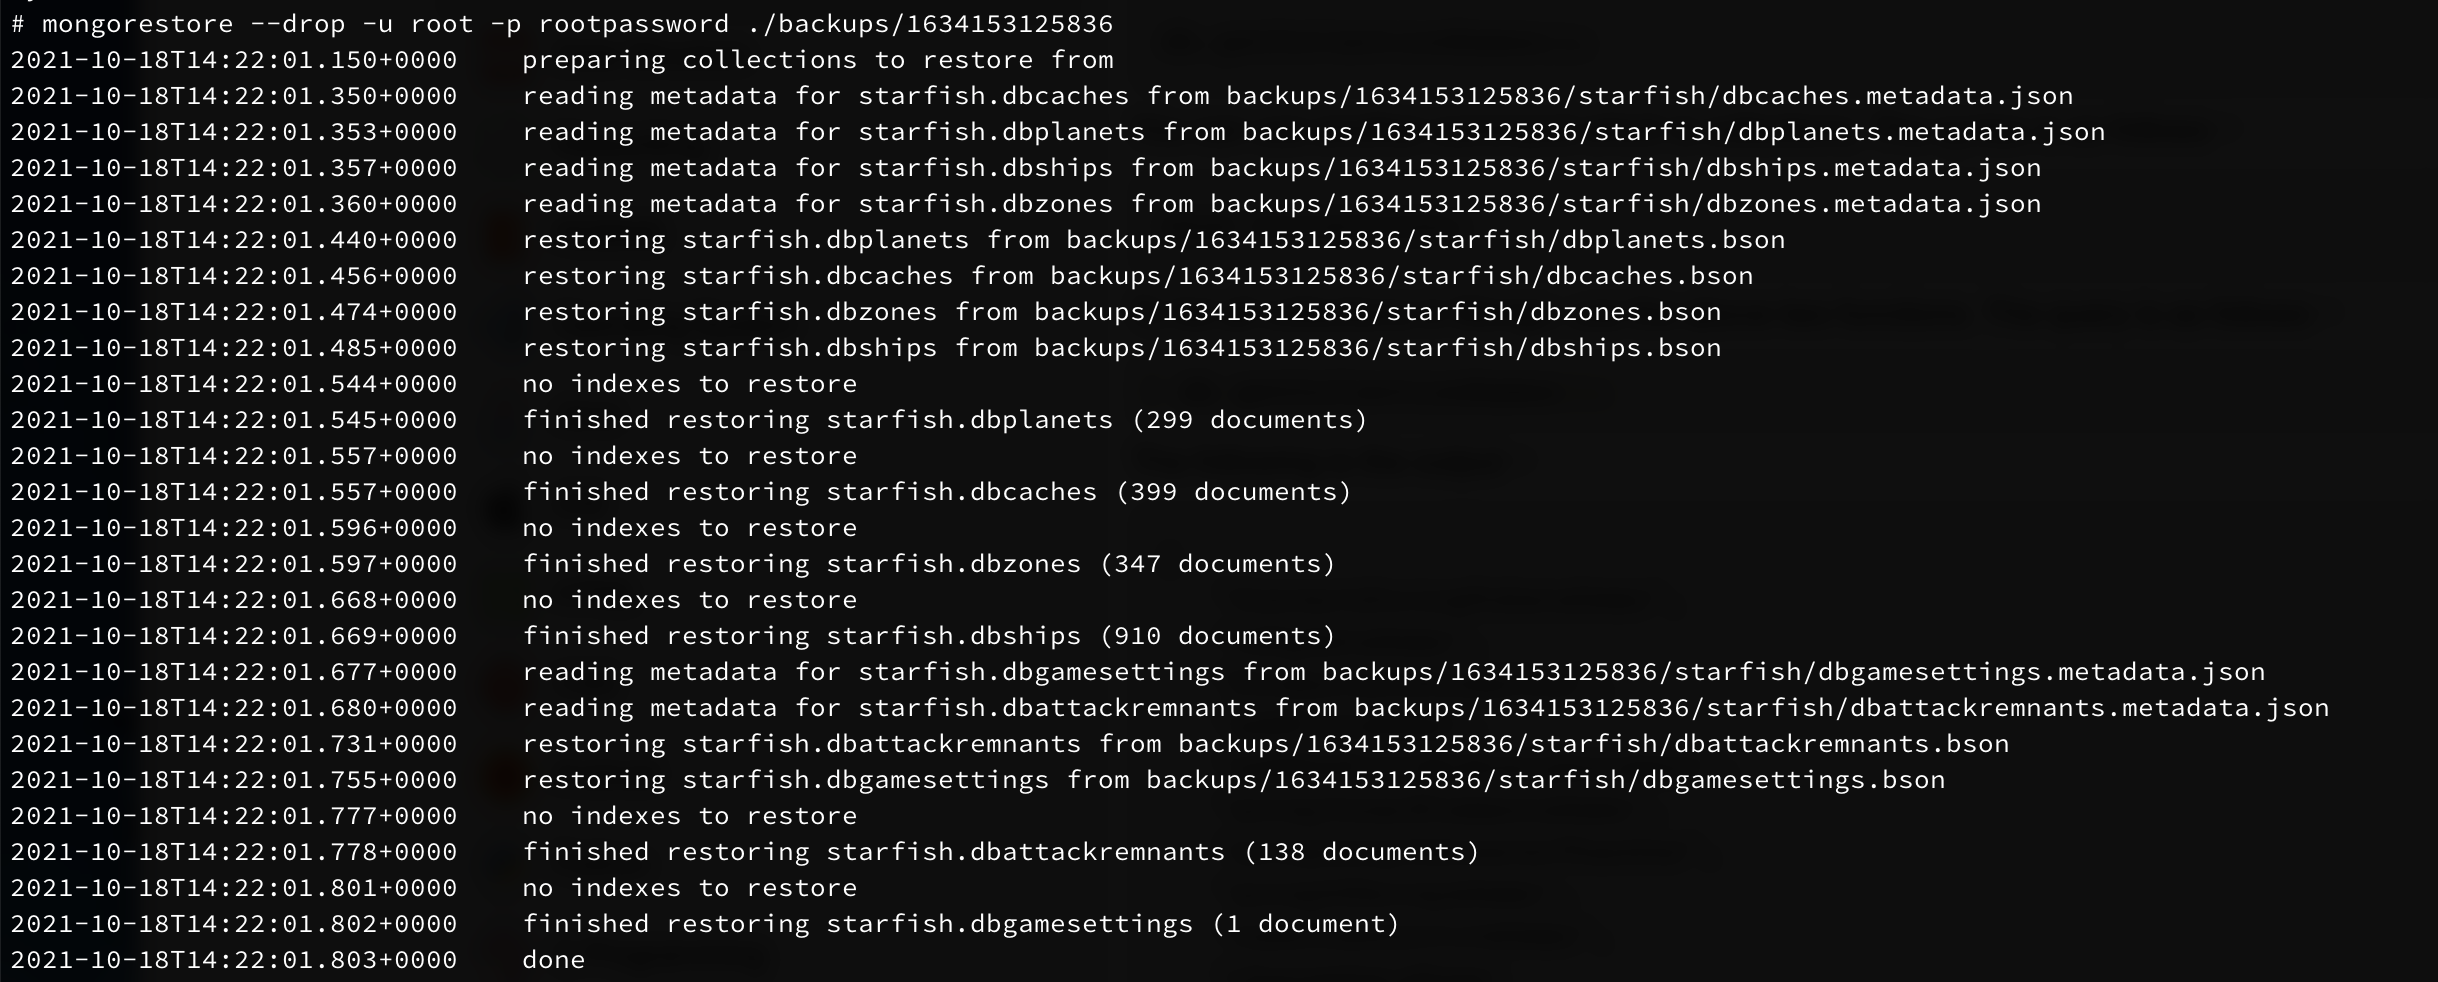 # mongorestore --drop -u root -p rootpassword ./backups/1634153125836
2021-10-18T14:22:01.150+0000    preparing collections to restore from
2021-10-18T14:22:01.350+0000    reading metadata for starfish.dbcaches from backups/1634153125836/starfish/dbcaches.metadata.json
2021-10-18T14:22:01.353+0000    reading metadata for starfish.dbplanets from backups/1634153125836/starfish/dbplanets.metadata.json
2021-10-18T14:22:01.357+0000    reading metadata for starfish.dbships from backups/1634153125836/starfish/dbships.metadata.json
2021-10-18T14:22:01.360+0000    reading metadata for starfish.dbzones from backups/1634153125836/starfish/dbzones.metadata.json
2021-10-18T14:22:01.440+0000    restoring starfish.dbplanets from backups/1634153125836/starfish/dbplanets.bson
2021-10-18T14:22:01.456+0000    restoring starfish.dbcaches from backups/1634153125836/starfish/dbcaches.bson
2021-10-18T14:22:01.474+0000    restoring starfish.dbzones from backups/1634153125836/starfish/dbzones.bson
2021-10-18T14:22:01.485+0000    restoring starfish.dbships from backups/1634153125836/starfish/dbships.bson
2021-10-18T14:22:01.544+0000    no indexes to restore
2021-10-18T14:22:01.545+0000    finished restoring starfish.dbplanets (299 documents)
2021-10-18T14:22:01.557+0000    no indexes to restore
2021-10-18T14:22:01.557+0000    finished restoring starfish.dbcaches (399 documents)
2021-10-18T14:22:01.596+0000    no indexes to restore
2021-10-18T14:22:01.597+0000    finished restoring starfish.dbzones (347 documents)
2021-10-18T14:22:01.668+0000    no indexes to restore
2021-10-18T14:22:01.669+0000    finished restoring starfish.dbships (910 documents)
2021-10-18T14:22:01.677+0000    reading metadata for starfish.dbgamesettings from backups/1634153125836/starfish/dbgamesettings.metadata.json
2021-10-18T14:22:01.680+0000    reading metadata for starfish.dbattackremnants from backups/1634153125836/starfish/dbattackremnants.metadata.json
2021-10-18T14:22:01.731+0000    restoring starfish.dbattackremnants from backups/1634153125836/starfish/dbattackremnants.bson
2021-10-18T14:22:01.755+0000    restoring starfish.dbgamesettings from backups/1634153125836/starfish/dbgamesettings.bson
2021-10-18T14:22:01.777+0000    no indexes to restore
2021-10-18T14:22:01.778+0000    finished restoring starfish.dbattackremnants (138 documents)
2021-10-18T14:22:01.801+0000    no indexes to restore
2021-10-18T14:22:01.802+0000    finished restoring starfish.dbgamesettings (1 document)
2021-10-18T14:22:01.803+0000    done